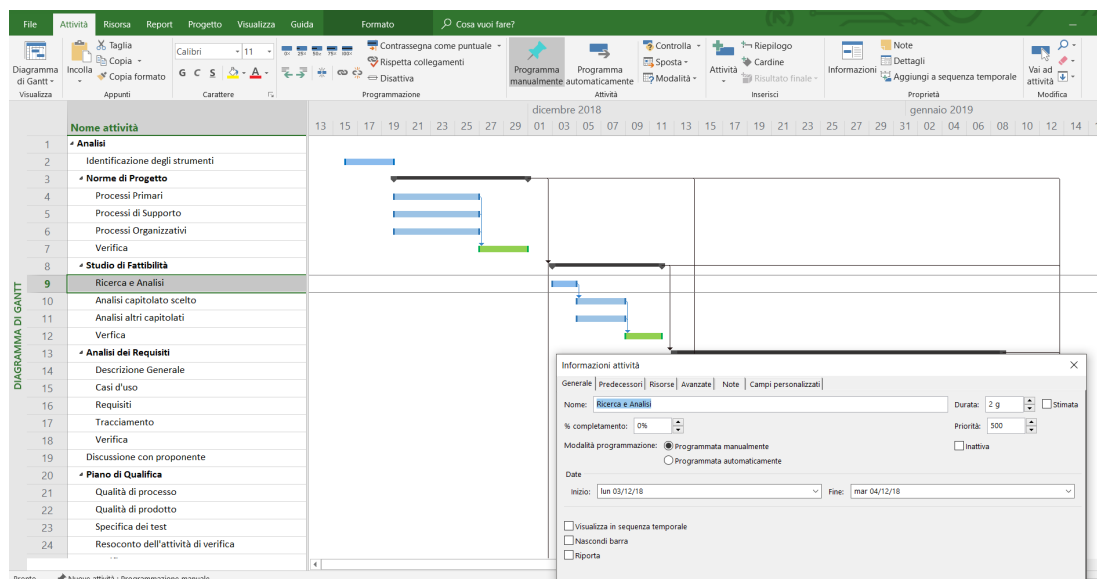 File Attività Risorsa Report Progetto Visualizza Guida Formato Cosa vuoi fare?
Diagramma di Gantt
Visualizza
Incolla
Taglia
Copia
Copia formato
Appunti
Calibri 11
G C S A
Carattere
0% 25% 50% 75% 100%
Contrassegna come puntuale
Rispetta collegamenti
Disattiva
Programmazione
Programma manualmente
Programma automaticamente
Controlla
Sposta
Modalità
Attività
Attività
Riepilogo
Cardine
Risultato finale
Inserisci
Informazioni
Note
Dettagli
Aggiungi a sequenza temporale
Proprietà
Vai ad attività
Modifica
dicembre 2018 gennaio 2019
Nome attività
13 15 17 19 21 23 25 27 29 01 03 05 07 09 11 13 15 17 19 21 23 25 27 29 31 02 04 06 08 10 12 14
1 Analisi
2 Identificazione degli strumenti
3 Norme di Progetto
4 Processi Primari
5 Processi di Supporto
6 Processi Organizzativi
7 Verifica
8 Studio di Fattibilità
9 Ricerca e Analisi
10 Analisi capitolato scelto
11 Analisi altri capitolati
12 Verfica
13 Analisi dei Requisiti
14 Descrizione Generale
15 Casi d'uso
16 Requisiti
17 Tracciamento
18 Verifica
19 Discussione con proponente
20 Piano di Qualifica
21 Qualità di processo
22 Qualità di prodotto
23 Specifica dei test
24 Resoconto dell'attività di verifica
DIAGRAMMA DI GANTT
Informazioni attività
Generale Predecessori Risorse Avanzate Note Campi personalizzati
Nome: Ricerca e Analisi Durata: 2 g Stimata
% completamento: 0% Priorità: 500
Modalità programmazione: Programmata manualmente Inattiva
Programmata automaticamente
Date
Inizio: lun 03/12/18 Fine: mar 04/12/18
Visualizza in sequenza temporale
Nascondi barra
Riporta
Pronto Nuove attività : Programmazione manuale